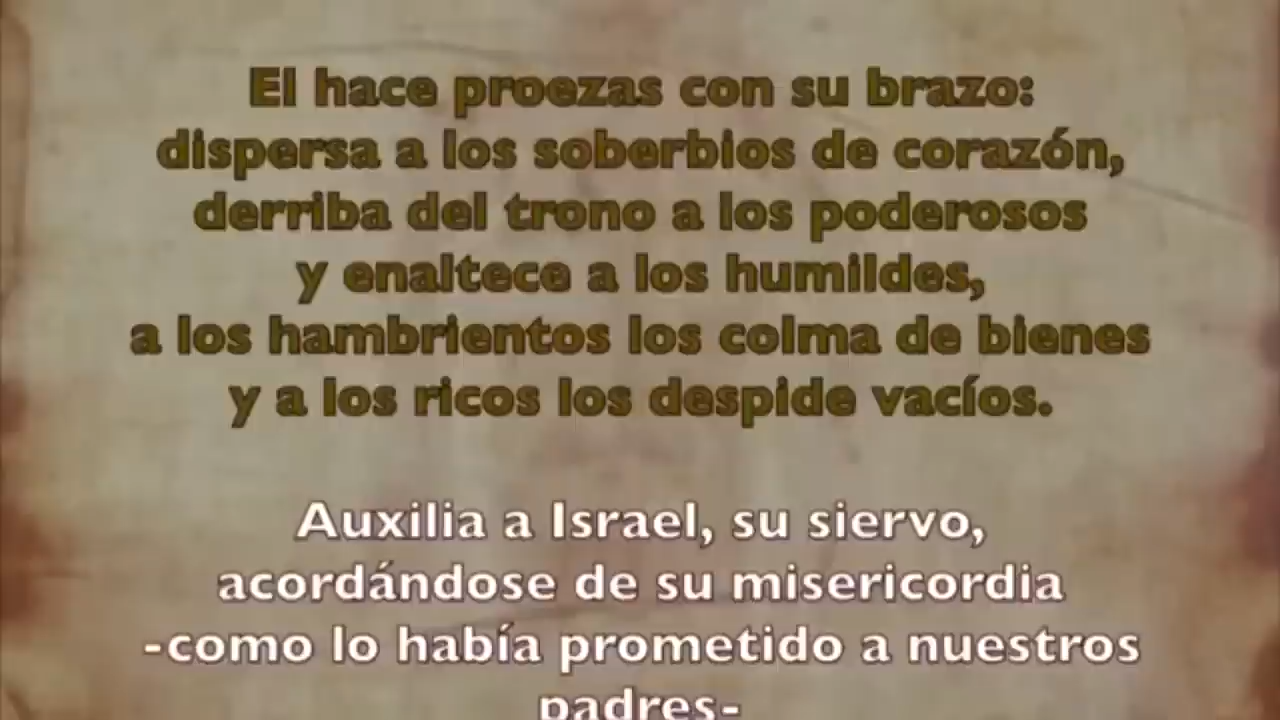 El hace proezas con su brazo:
dispersa a los soberbios de corazón,
derriba del trono a los poderosos
y enaltece a los humildes,
a los hambrientos los colma de bienes
y a los ricos los despide vacíos.
Auxilia a Israel, su siervo,
acordándose de su misericordia
-como lo había prometido a nuestros
padres-